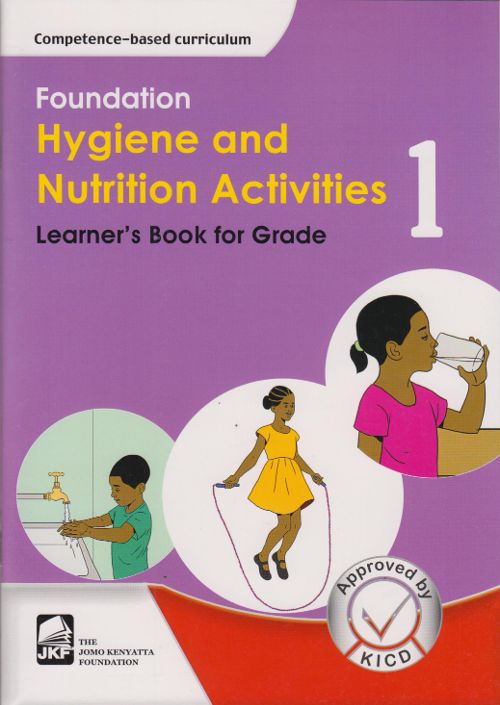 Competence-based curriculum
Foundation
Hygiene and
Nutrition Activities
1
Learner's Book for Grade
Approved by
KICD
JKF
THE
JOMO KENYATTA
FOUNDATION